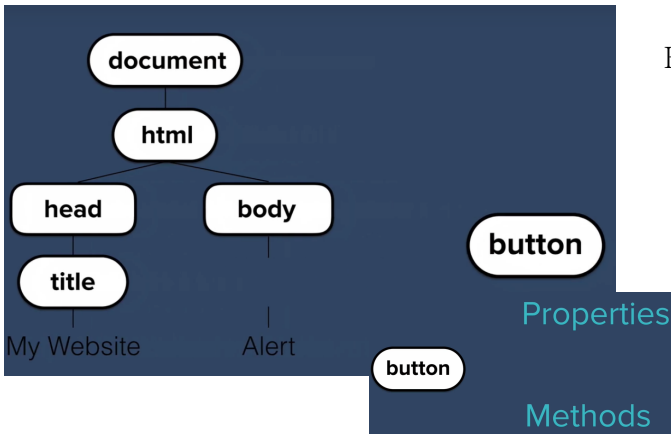 document
html
head body
button
title
Properties
My Website Alert
button
Methods